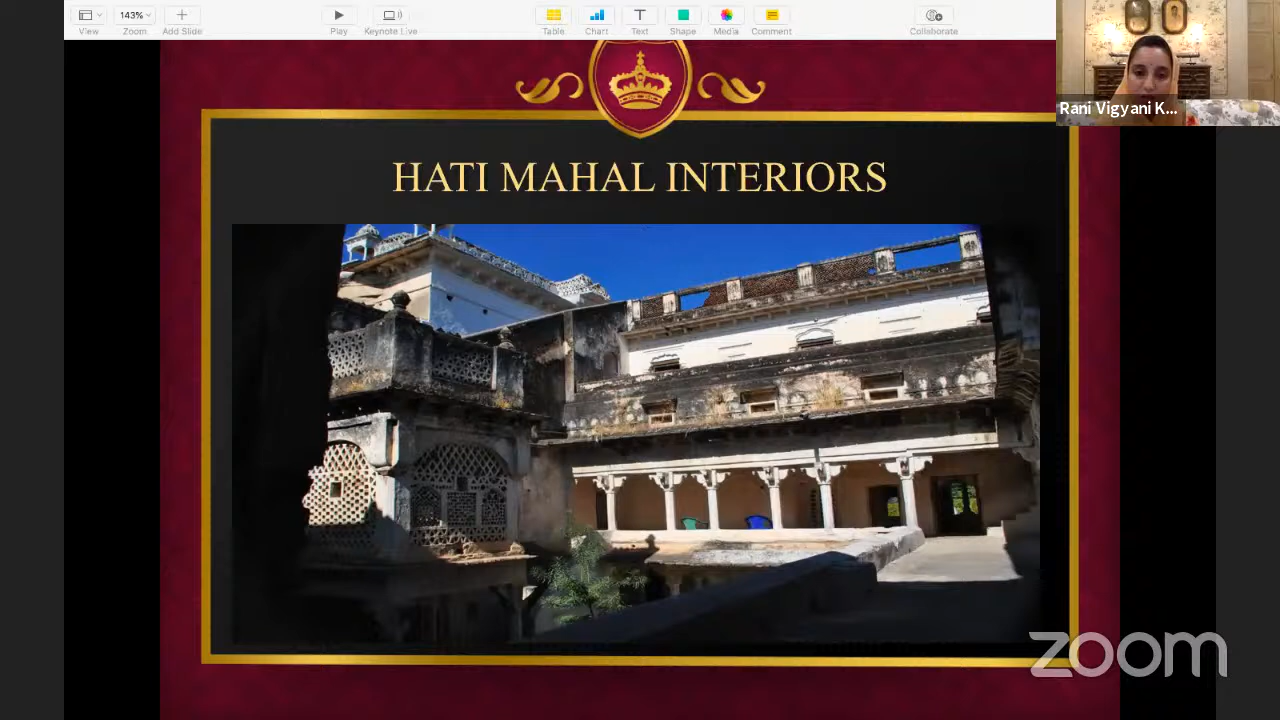 143%
View
Zoom
Add Slide
Play
Keynote Live
Table
Chart
Text
Shape
Media
Comment
Collaborate
Rani Vigyani K...
HATI MAHAL INTERIORS
zoom